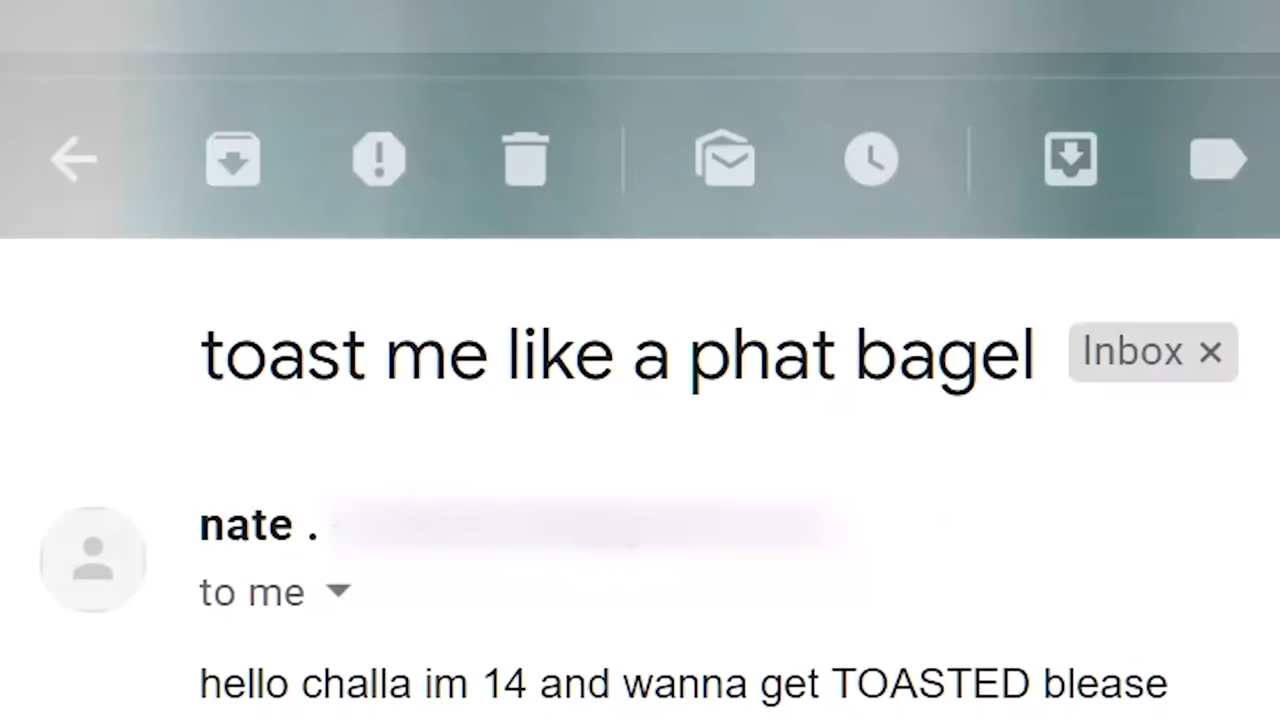 toast me like a phat bagel Inbox ×
nate .
to me
hello challa im 14 and wanna get TOASTED blease